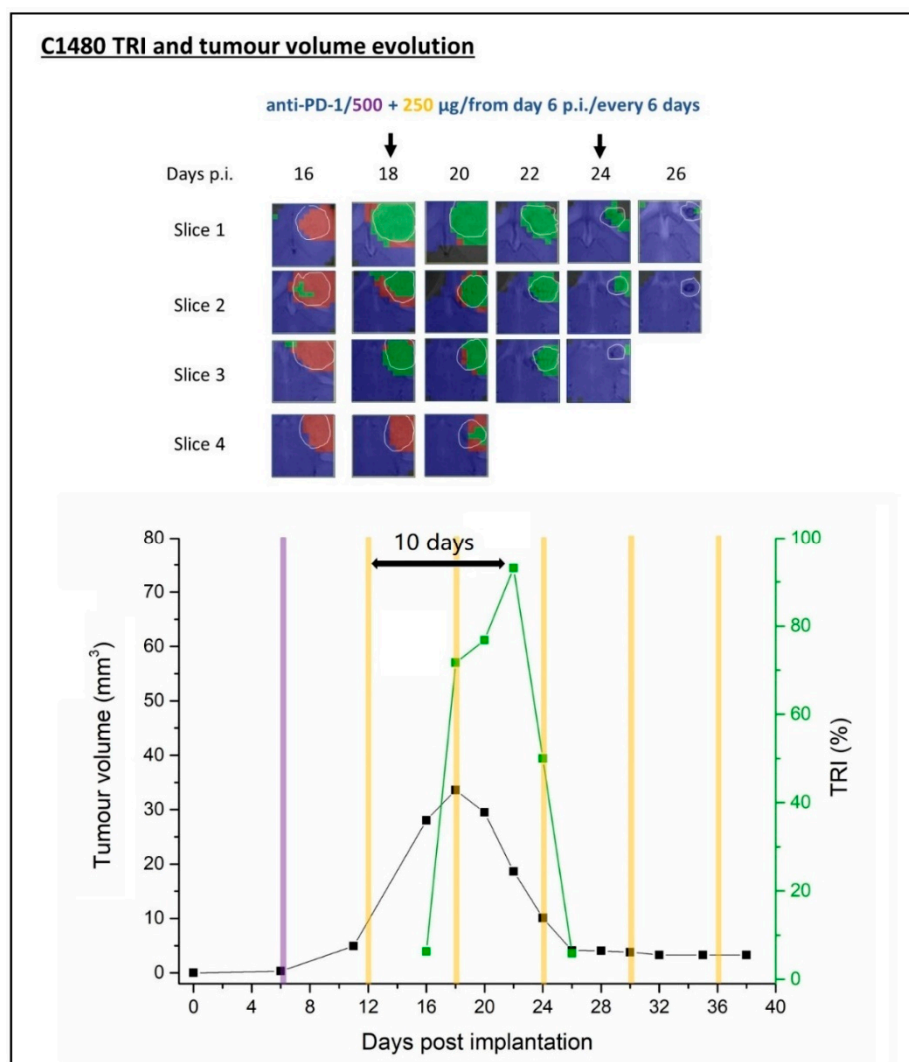 C1480 TRI and tumour volume evolution
anti-PD-1/500 + 250 µg/from day 6 p.i./every 6 days
Days p.i. 16 18 20 22 24 26
Slice 1
Slice 2
Slice 3
Slice 4
10 days
80
70
60
50
40
30
20
10
0
Tumour volume (mm³)
100
80
60
40
20
0
TRI (%)
0 4 8 12 16 20 24 28 32 36 40
Days post implantation